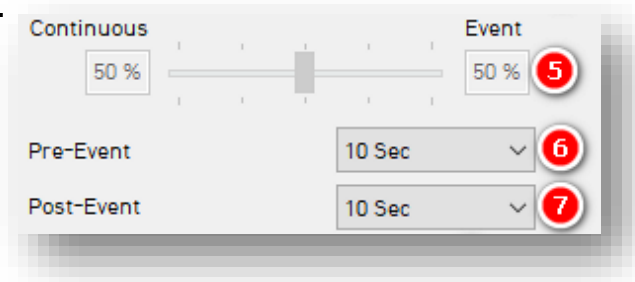 Continuous Event
50 % 50 % 5
Pre-Event 10 Sec 6
Post-Event 10 Sec 7